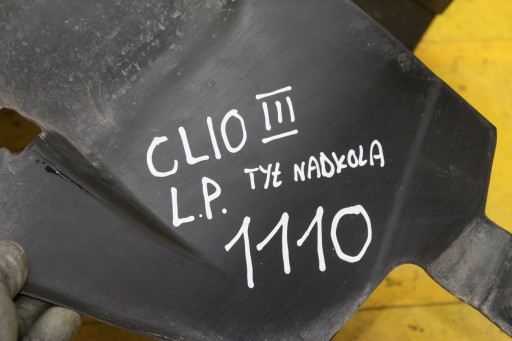 CLIO III
L.P. TYŁ NADKOLA
1110